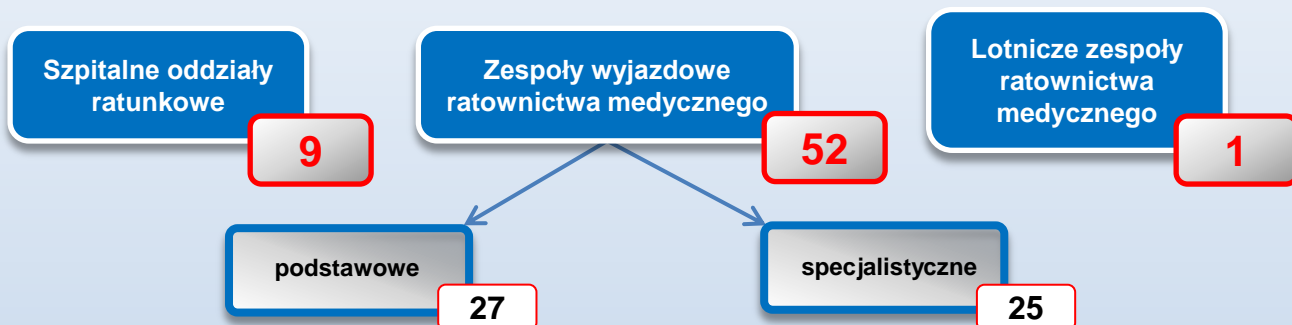 Szpitalne oddziały
ratunkowe
9
Zespoły wyjazdowe
ratownictwa medycznego
52
Lotnicze zespoły
ratownictwa
medycznego
1
podstawowe
27
specjalistyczne
25